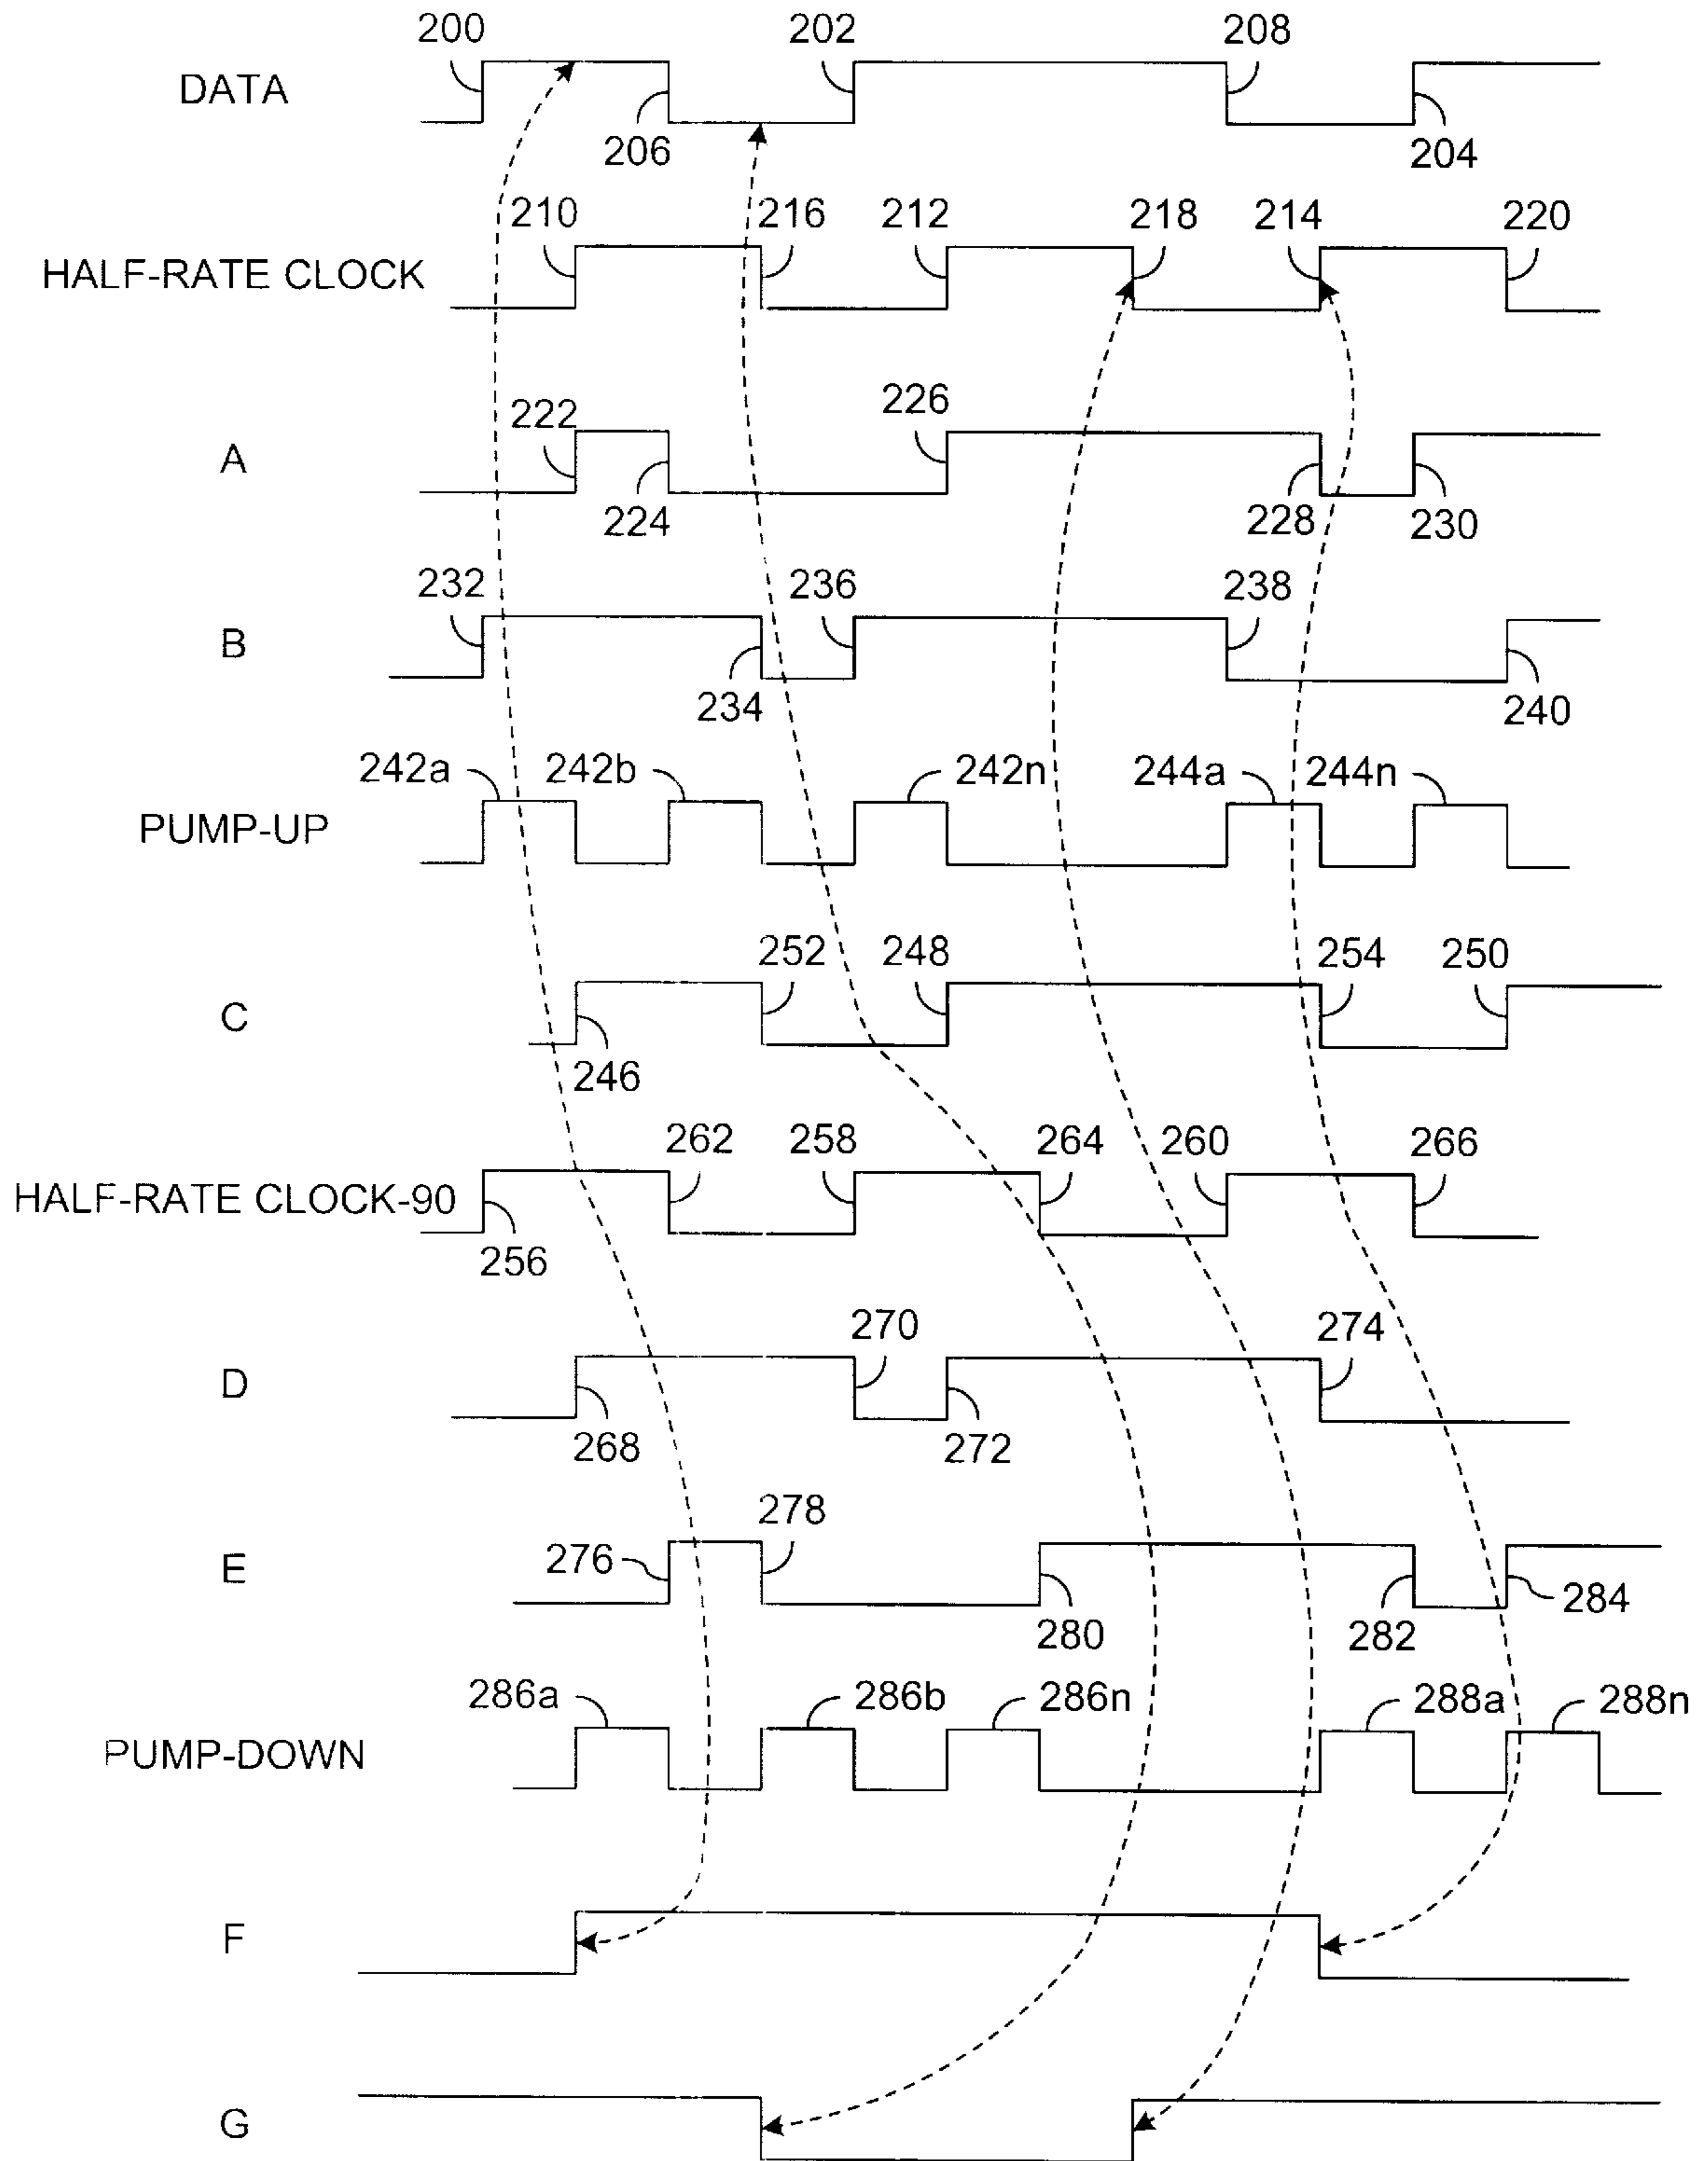 200 202 208
DATA
206 204
210 216 212 218 214 220
HALF-RATE CLOCK
222 226
A
224 228 230
232 236 238
B
234 240
242a 242b 242n 244a 244n
PUMP-UP
252 248 254 250
C
246
262 258 264 260 266
HALF-RATE CLOCK-90
256
270 274
D
268 272
278
276
E
284
280 282
286a 286b 286n 288a 288n
PUMP-DOWN
F
G